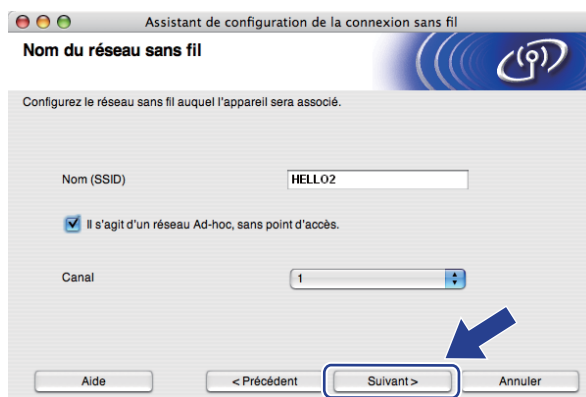 Assistant de configuration de la connexion sans fil
Nom du réseau sans fil
Configurez le réseau sans fil auquel l'appareil sera associé.
Nom (SSID) HELLO2
Il s'agit d'un réseau Ad-hoc, sans point d'accès.
Canal 1
Aide < Précédent Suivant > Annuler